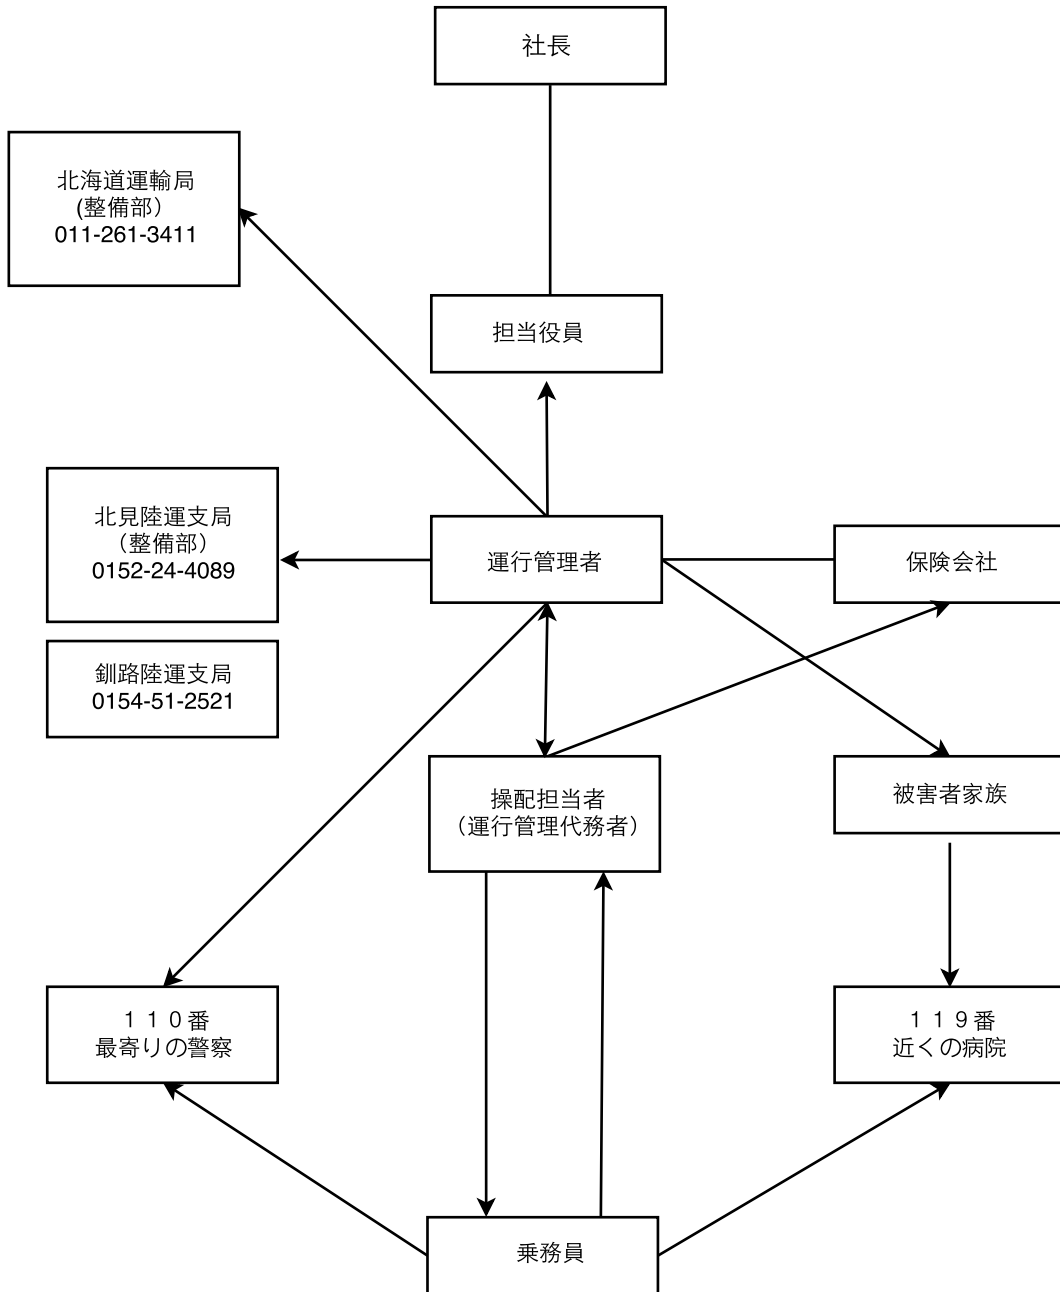 社長
北海道運輸局
(整備部）
011-261-3411
担当役員
北見陸運支局
（整備部）
0152-24-4089
運行管理者
保険会社
釧路陸運支局
0154-51-2521
操配担当者
（運行管理代務者）
被害者家族
１１０番
最寄りの警察
１１９番
近くの病院
乗務員